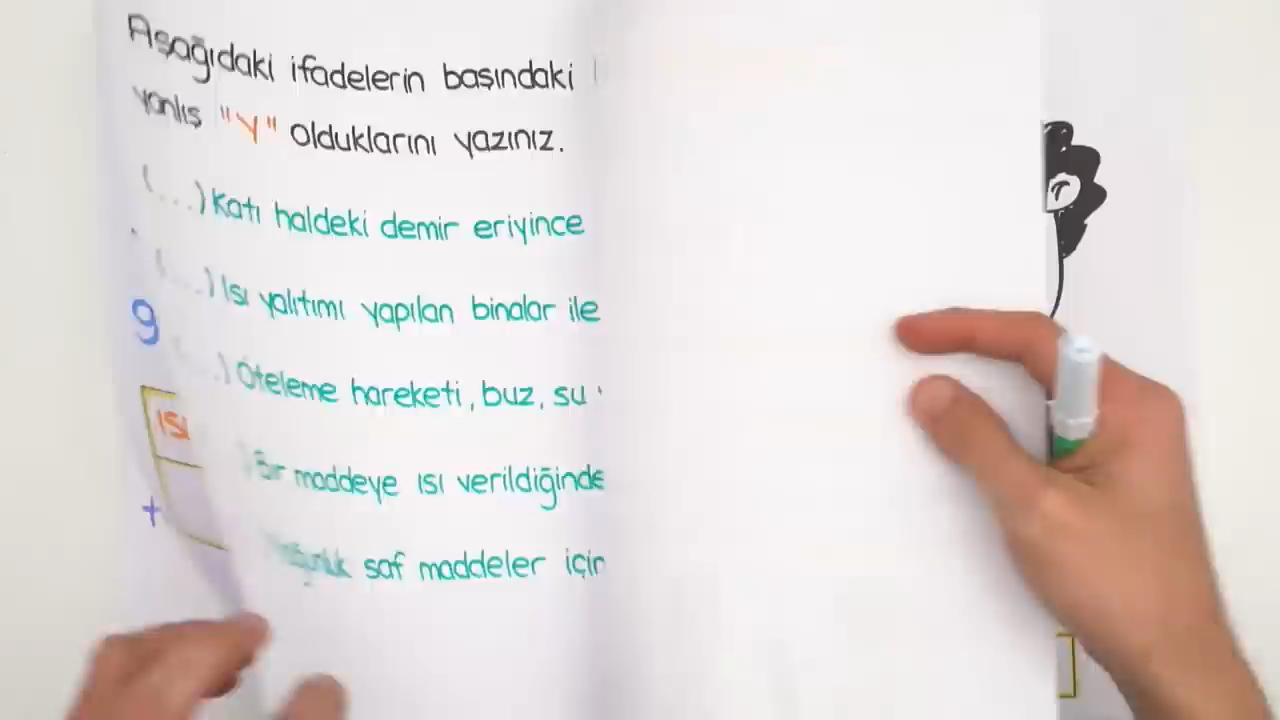 Aşağıdaki ifadelerin başındaki
yanlış "Y" olduklarını yazınız.
(...) Katı haldeki demir eriyince
(...) Isı yalıtımı yapılan binalar ile
(...) Öteleme hareketi, buz, su
) Bir maddeye ısı verildiğinde
saf maddeler için
9
ISI
+